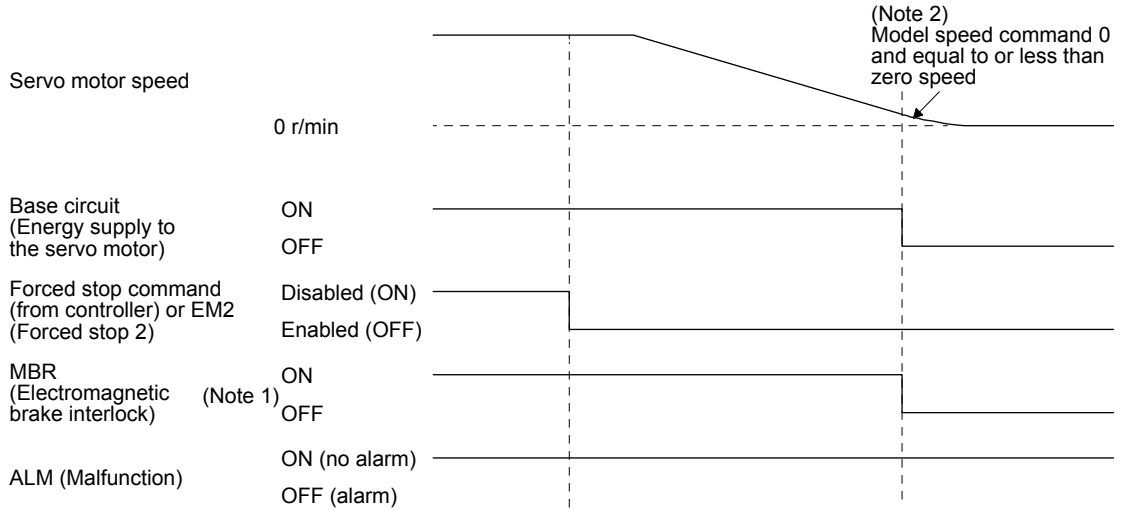 (Note 2)
Model speed command 0
and equal to or less than
zero speed
Servo motor speed
0 r/min
Base circuit
(Energy supply to
the servo motor)
ON
OFF
Forced stop command
(from controller) or EM2
(Forced stop 2)
Disabled (ON)
Enabled (OFF)
MBR
(Electromagnetic
brake interlock)
(Note 1)
ON
OFF
ALM (Malfunction)
ON (no alarm)
OFF (alarm)